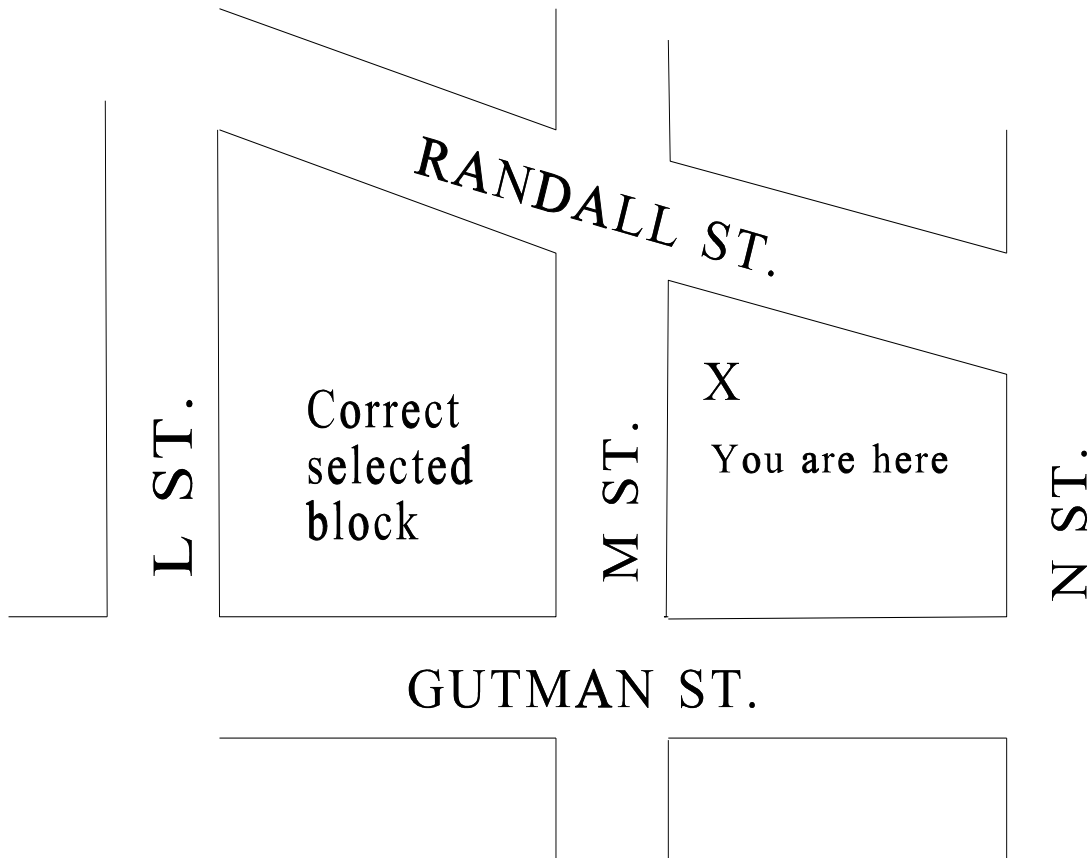 RANDALL ST.
X
You are here
Correct
selected
block
L ST.
M ST.
N ST.
GUTMAN ST.